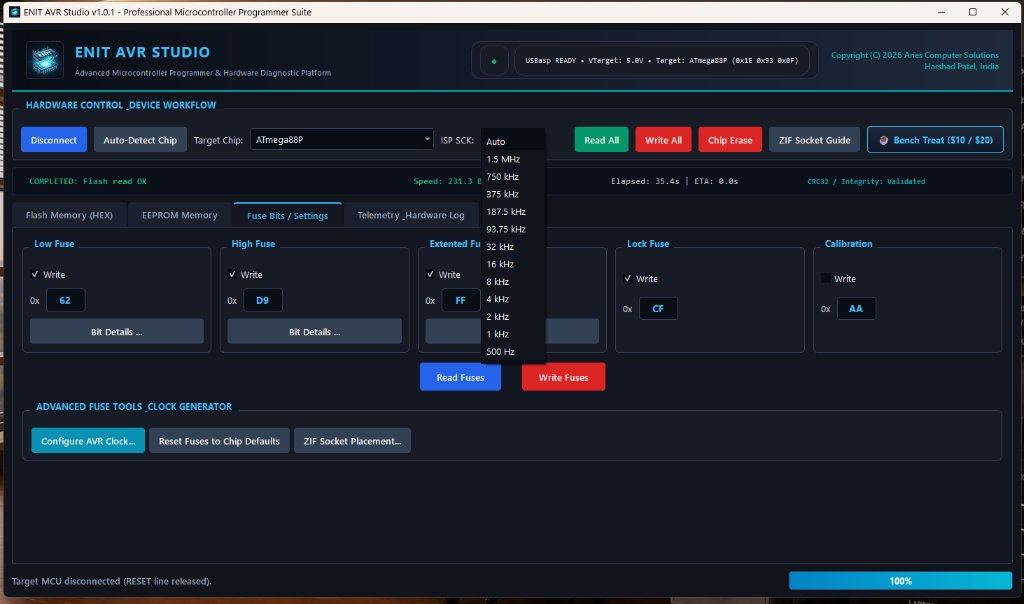 ENIT AVR Studio v1.0.1 - Professional Microcontroller Programmer Suite
ENIT AVR STUDIO
Advanced Microcontroller Programmer & Hardware Diagnostic Platform
USBasp READY • VTarget: 5.0V • Target: ATmega88P (0x1E 0x93 0x0F)
Copyright (C) 2026 Aries Computer Solutions
Harshad Patel, India
HARDWARE CONTROL _DEVICE WORKFLOW
Disconnect
Auto-Detect Chip
Target Chip:
ATmega88P
ISP SCK:
Auto
1.5 MHz
750 kHz
375 kHz
187.5 kHz
93.75 kHz
32 kHz
16 kHz
8 kHz
4 kHz
2 kHz
1 kHz
500 Hz
Read All
Write All
Chip Erase
ZIF Socket Guide
Bench Treat ($10 / $20)
COMPLETED: Flash read OK
Speed: 231.3 B
Elapsed: 35.4s | ETA: 0.0s
CRC32 / Integrity: Validated
Flash Memory (HEX)
EEPROM Memory
Fuse Bits / Settings
Telemetry _Hardware Log
Low Fuse
Write
0x 62
Bit Details ...
High Fuse
Write
0x D9
Bit Details ...
Extented Fu
Write
0x FF
Lock Fuse
Write
0x CF
Calibration
Write
0x AA
Read Fuses
Write Fuses
ADVANCED FUSE TOOLS _CLOCK GENERATOR
Configure AVR Clock...
Reset Fuses to Chip Defaults
ZIF Socket Placement...
Target MCU disconnected (RESET line released).
100%